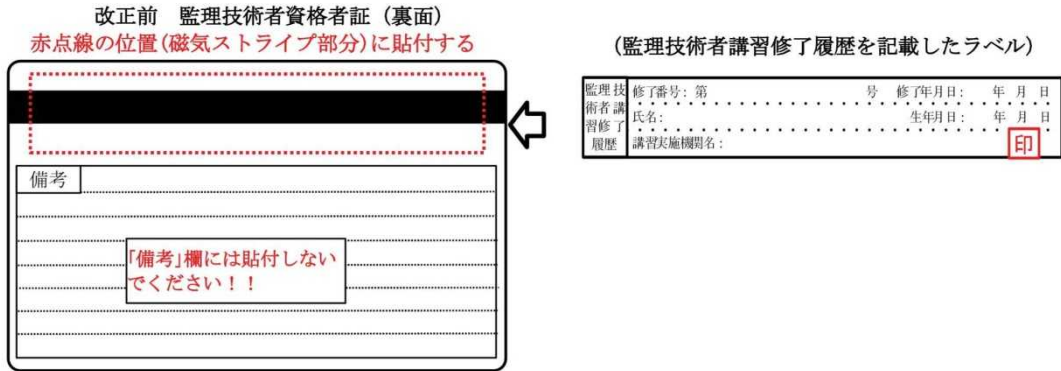 改正前　監理技術者資格者証（裏面）
赤点線の位置(磁気ストライプ部分)に貼付する
備考
「備考」欄には貼付しない
でください！！
(監理技術者講習修了履歴を記載したラベル)
監理技
術者講
習修了
履歴
修了番号：第　号　修了年月日：　年　月　日
氏名：　生年月日：　年　月　日
講習実施機関名：
印